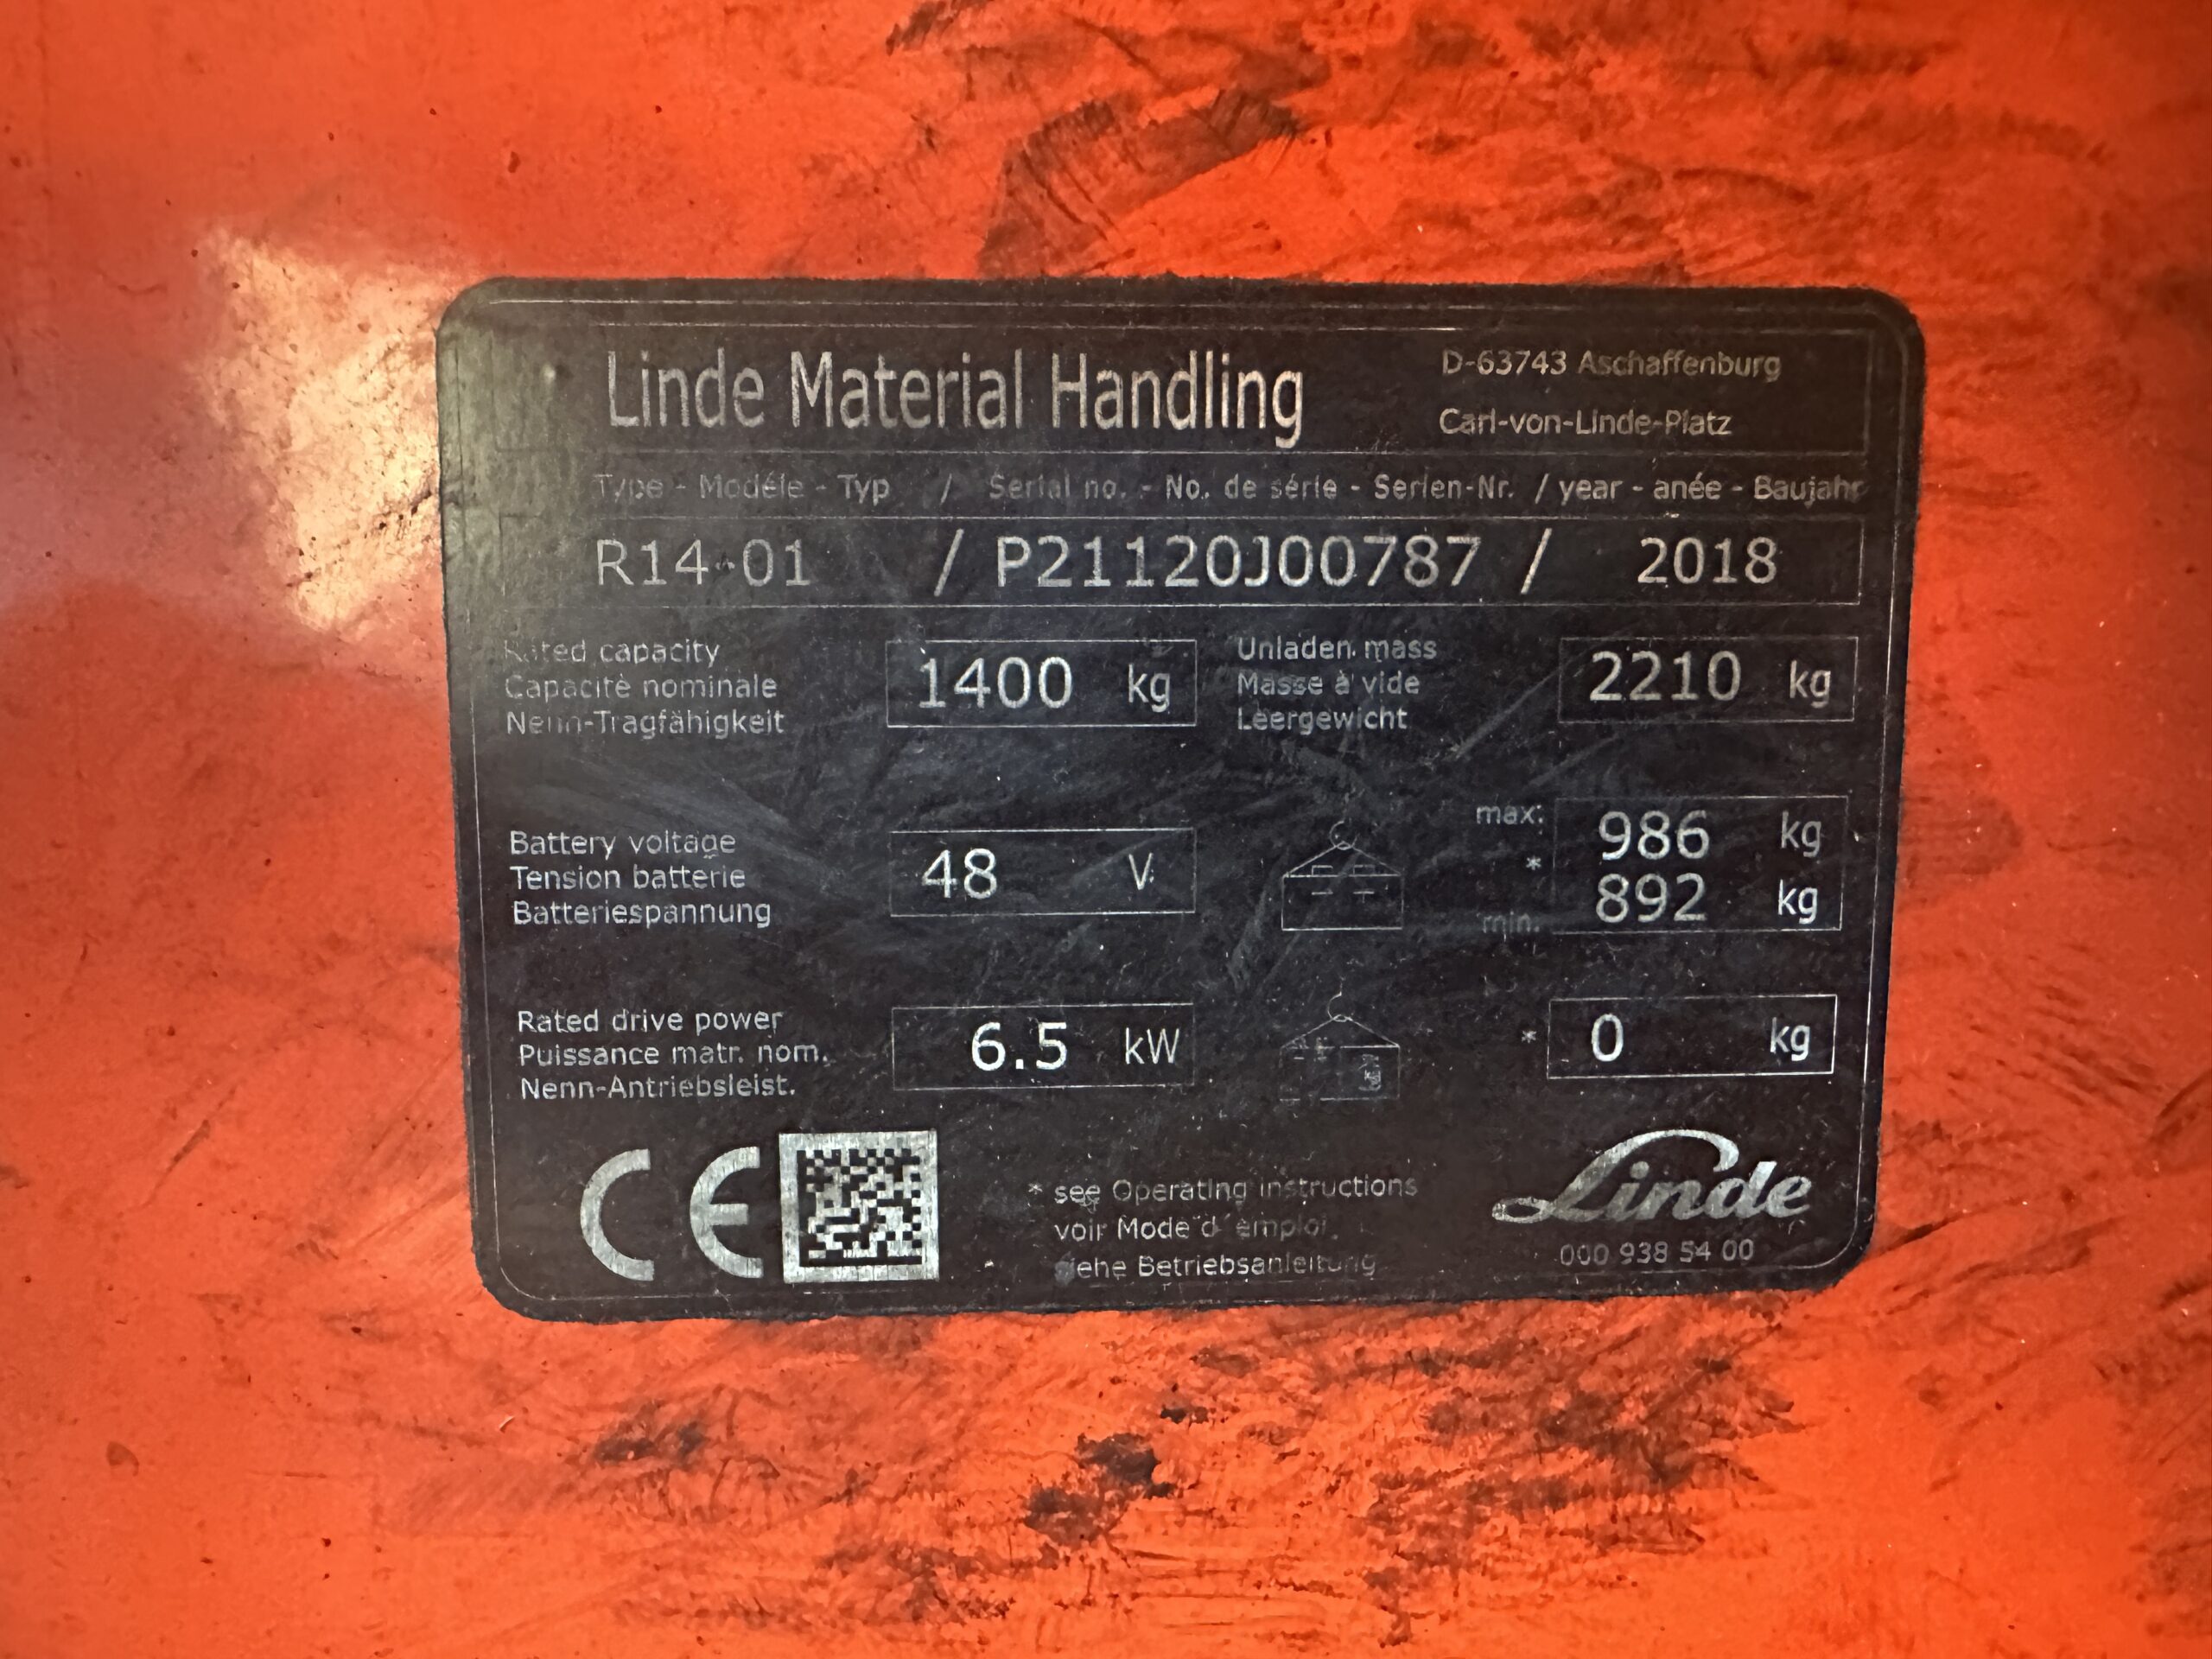 Linde Material Handling
D-63743 Aschaffenburg
Carl-von-Linde-Platz
Type - Modéle - Typ / Serial no. - No. de série - Serien-Nr. / year - anée - Baujahr
R14-01 / P21120J00787 / 2018
Rated capacity
Capacitè nominale
Nenn-Tragfähigkeit
1400 kg
Unladen mass
Masse à vide
Leergewicht
2210 kg
Battery voltage
Tension batterie
Batteriespannung
48 V
max:
986 kg
*
892 kg
min.
Rated drive power
Puissance matr. nom.
Nenn-Antriebsleist.
6.5 kW
* 0 kg
CE
* see Operating instructions
voir Mode d´emploi
siehe Betriebsanleitung
Linde
000 938 54 00